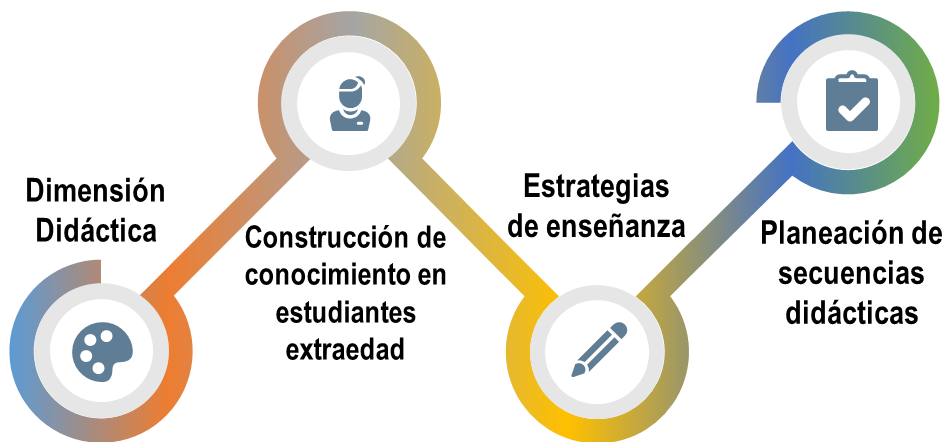 Dimensión
Didáctica
Construcción de
conocimiento en
estudiantes
extraedad
Estrategias
de enseñanza
Planeación de
secuencias
didácticas